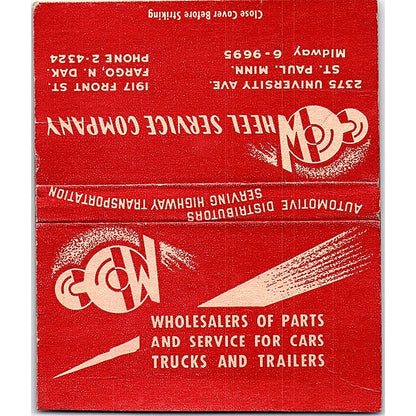 Close Cover Before Striking
2375 UNIVERSITY AVE.
ST. PAUL, MINN.
Midway 6-9695
1917 FRONT ST.
FARGO, N. DAK.
PHONE 2-4324
WHEEL SERVICE COMPANY
AUTOMOTIVE DISTRIBUTORS
SERVING HIGHWAY TRANSPORTATION
W
WHOLESALERS OF PARTS
AND SERVICE FOR CARS
TRUCKS AND TRAILERS